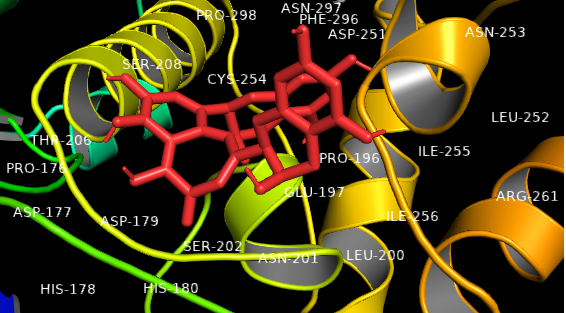 ASN-297
PRO-298
PHE-296
ASP-251
ASN-253
SER-208
CYS-254
LEU-252
THR-206
ILE-255
PRO-196
PRO-176
GLU-197
ARG-261
ASP-177
ASP-179
ILE-256
SER-202
ASN-201
LEU-200
HIS-178
HIS-180